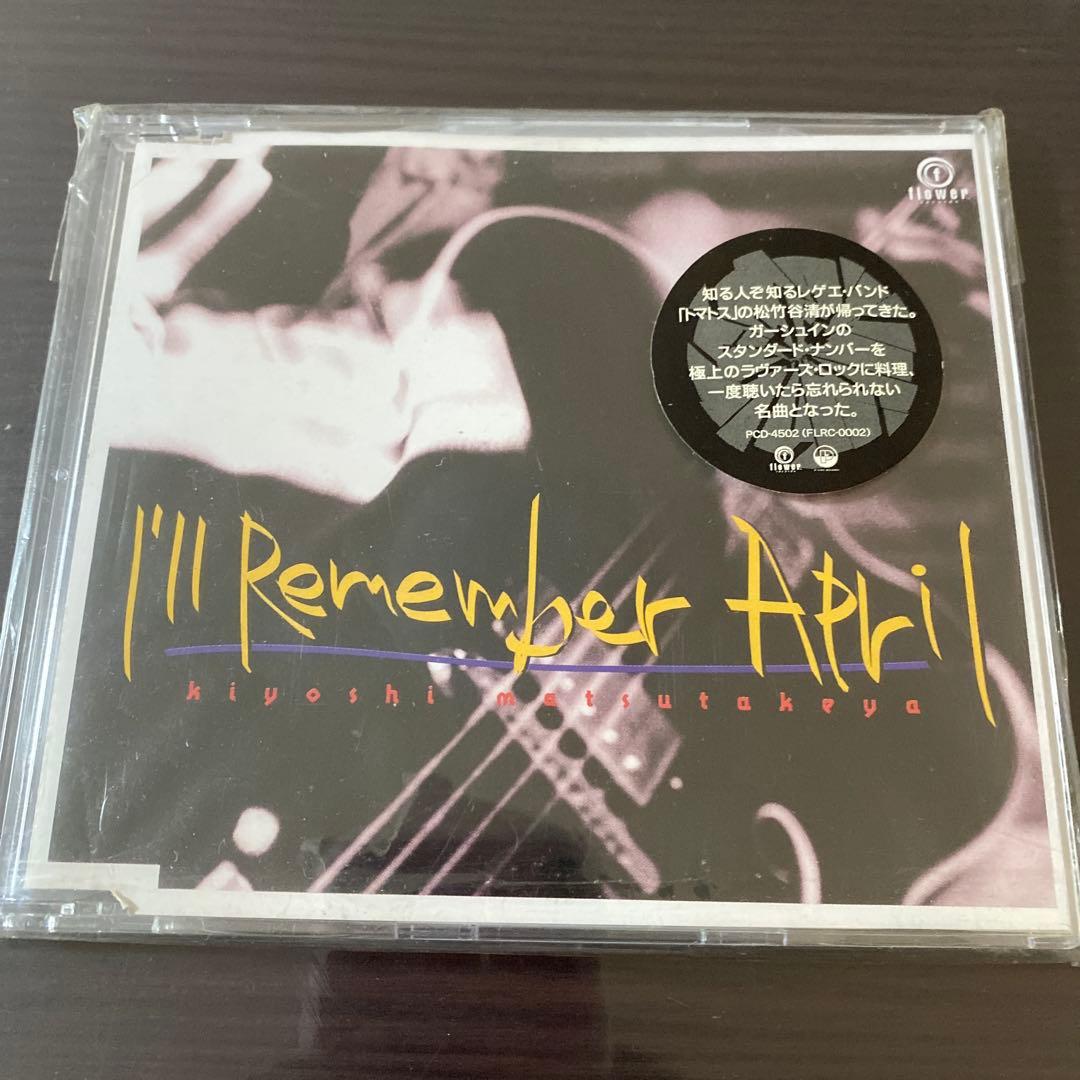 flower
records
知る人ぞ知るレゲエ・バンド
「トマトス」の松竹谷清が帰ってきた。
ガーシュインの
スタンダード・ナンバーを
極上のラヴァーズ・ロックに料理、
一度聴いたら忘れられない
名曲となった。
PCD-4502 (FLRC-0002)
flower
I'll Remember April
kiyoshi matsutakeya